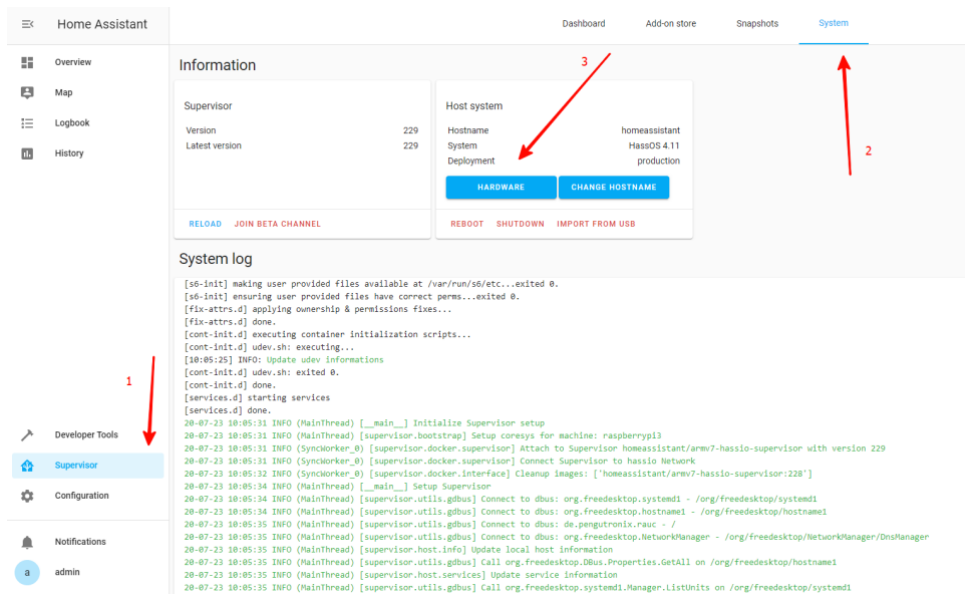 Home Assistant
Dashboard
Add-on store
Snapshots
System
Overview
Map
Logbook
History
Developer Tools
Supervisor
Configuration
Notifications
a
admin
1
2
3
Information
Supervisor
Version 229
Latest version 229
RELOAD JOIN BETA CHANNEL
Host system
Hostname homeassistant
System HassOS 4.11
Deployment production
HARDWARE CHANGE HOSTNAME
REBOOT SHUTDOWN IMPORT FROM USB
System log
[s6-init] making user provided files available at /var/run/s6/etc...exited 0.
[s6-init] ensuring user provided files have correct perms...exited 0.
[fix-attrs.d] applying ownership & permissions fixes...
[fix-attrs.d] done.
[cont-init.d] executing container initialization scripts...
[cont-init.d] udev.sh: executing...
[10:05:25] INFO: Update udev informations
[cont-init.d] udev.sh: exited 0.
[cont-init.d] done.
[services.d] starting services
[services.d] done.
20-07-23 10:05:31 INFO (MainThread) [__main__] Initialize Supervisor setup
20-07-23 10:05:31 INFO (MainThread) [supervisor.bootstrap] Setup coresys for machine: raspberrypi3
20-07-23 10:05:31 INFO (SyncWorker_0) [supervisor.docker.supervisor] Attach to Supervisor homeassistant/armv7-hassio-supervisor with version 229
20-07-23 10:05:31 INFO (SyncWorker_0) [supervisor.docker.supervisor] Connect Supervisor to hassio Network
20-07-23 10:05:32 INFO (SyncWorker_0) [supervisor.docker.interface] Cleanup images: ['homeassistant/armv7-hassio-supervisor:228']
20-07-23 10:05:34 INFO (MainThread) [__main__] Setup Supervisor
20-07-23 10:05:34 INFO (MainThread) [supervisor.utils.gdbus] Connect to dbus: org.freedesktop.systemd1 - /org/freedesktop/systemd1
20-07-23 10:05:34 INFO (MainThread) [supervisor.utils.gdbus] Connect to dbus: org.freedesktop.hostname1 - /org/freedesktop/hostname1
20-07-23 10:05:35 INFO (MainThread) [supervisor.utils.gdbus] Connect to dbus: de.pengutronix.rauc - /
20-07-23 10:05:35 INFO (MainThread) [supervisor.utils.gdbus] Connect to dbus: org.freedesktop.NetworkManager - /org/freedesktop/NetworkManager/DnsManager
20-07-23 10:05:35 INFO (MainThread) [supervisor.host.info] Update local host information
20-07-23 10:05:35 INFO (MainThread) [supervisor.utils.gdbus] Call org.freedesktop.DBus.Properties.GetAll on /org/freedesktop/hostname1
20-07-23 10:05:35 INFO (MainThread) [supervisor.host.services] Update service information
20-07-23 10:05:35 INFO (MainThread) [supervisor.utils.gdbus] Call org.freedesktop.systemd1.Manager.ListUnits on /org/freedesktop/systemd1